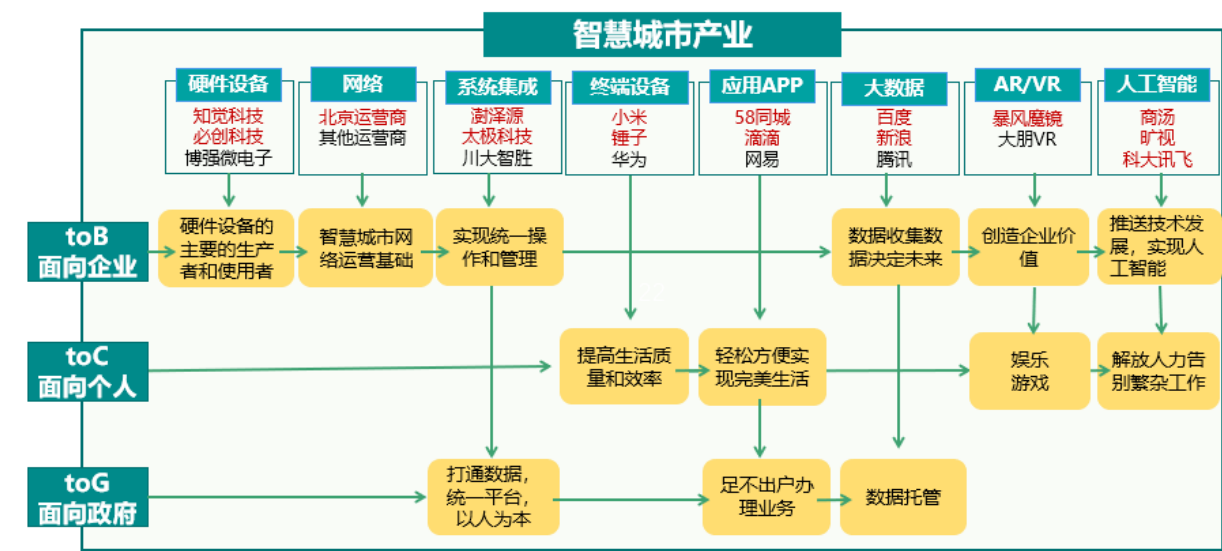 智慧城市产业
硬件设备
知觉科技
必创科技
博强微电子
网络
北京运营商
其他运营商
系统集成
澍泽源
太极科技
川大智胜
终端设备
小米
锤子
华为
应用APP
58同城
滴滴
网易
大数据
百度
新浪
腾讯
AR/VR
暴风魔镜
大朋VR
人工智能
商汤
旷视
科大讯飞
toB
面向企业
硬件设备的
主要的生产
者和使用者
智慧城市网
络运营基础
实现统一操
作和管理
数据收集数
据决定未来
创造企业价
值
推送技术发
展，实现人
工智能
toC
面向个人
提高生活质
量和效率
轻松方便实
现完美生活
娱乐
游戏
解放人力告
别繁杂工作
toG
面向政府
打通数据，
统一平台，
以人为本
足不出户办
理业务
数据托管